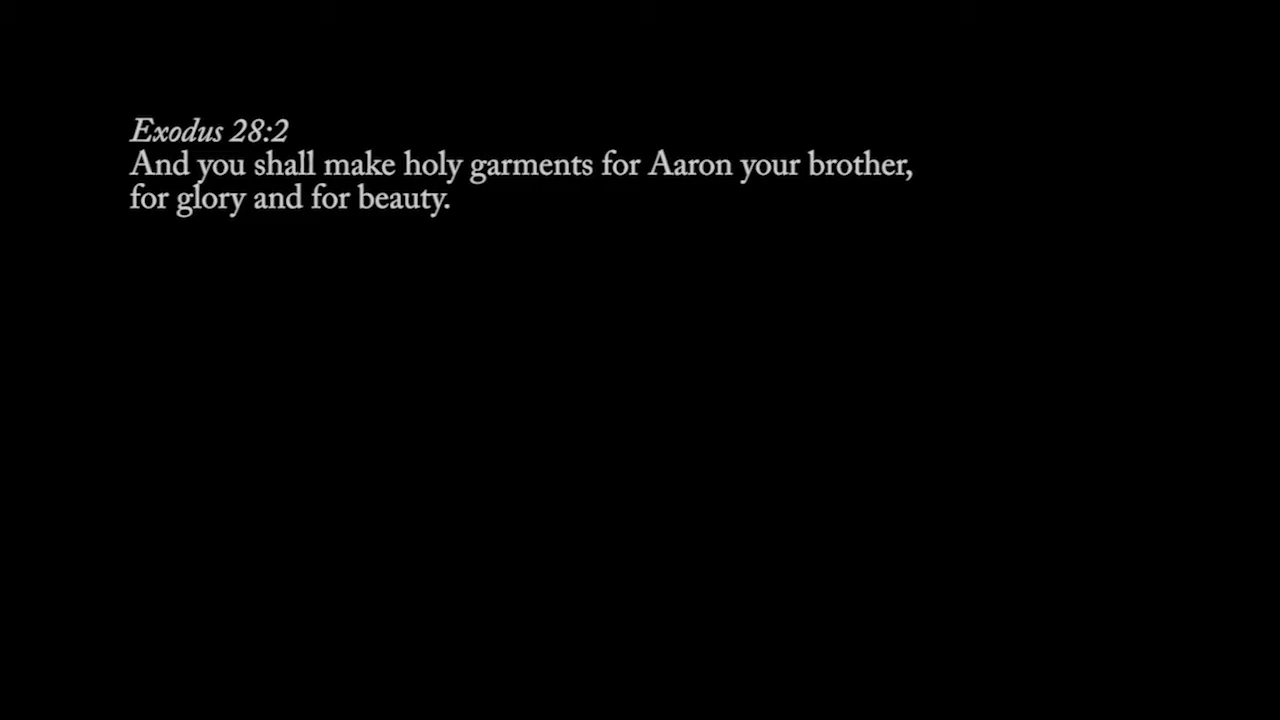 Exodus 28:2
And you shall make holy garments for Aaron your brother,
for glory and for beauty.